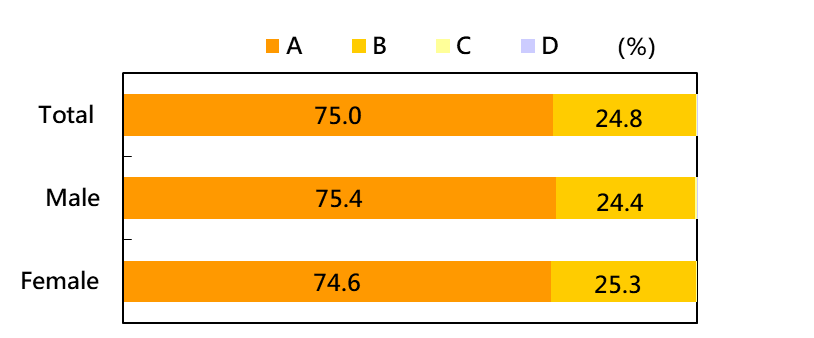 A B C D (%)
Total 75.0 24.8
Male 75.4 24.4
Female 74.6 25.3